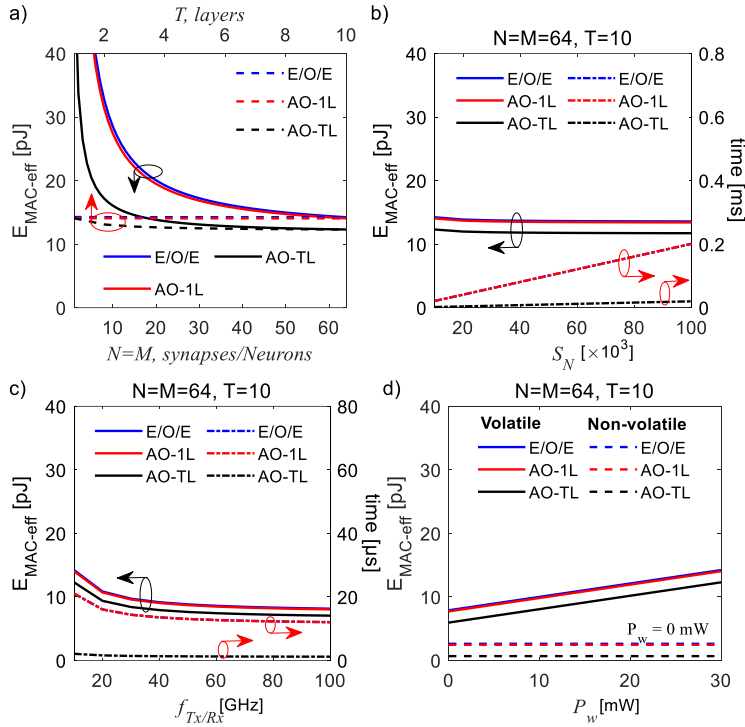 a)
T, layers
2 4 6 8 10
40
30
20
10
0
E_MAC-eff [pJ]
E/O/E
AO-1L
AO-TL
E/O/E AO-TL
AO-1L
10 20 30 40 50 60
N=M, synapses/Neurons
b)
N=M=64, T=10
40
30
20
10
0
E_MAC-eff [pJ]
E/O/E E/O/E
AO-1L AO-1L
AO-TL AO-TL
0.8
0.6
0.4
0.2
0
time [ms]
20 40 60 80 100
S_N [×10³]
c)
N=M=64, T=10
40
30
20
10
0
E_MAC-eff [pJ]
E/O/E E/O/E
AO-1L AO-1L
AO-TL AO-TL
80
60
40
20
0
time [µs]
20 40 60 80 100
f_Tx/Rx [GHz]
d)
N=M=64, T=10
40
30
20
10
0
E_MAC-eff [pJ]
Volatile Non-volatile
E/O/E E/O/E
AO-1L AO-1L
AO-TL AO-TL
P_w = 0 mW
0 10 20 30
P_w [mW]